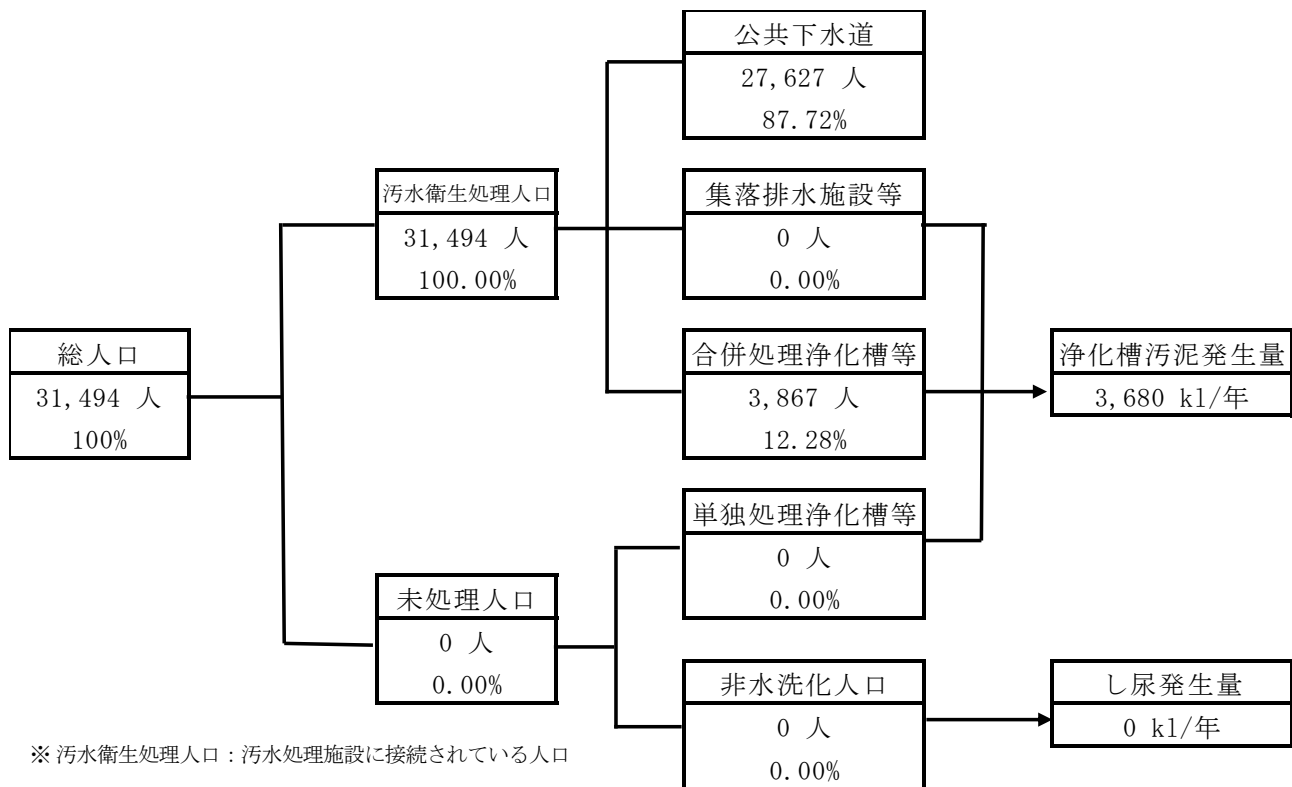 公共下水道
27,627 人
87.72%
汚水衛生処理人口
31,494 人
100.00%
集落排水施設等
0 人
0.00%
総人口
31,494 人
100%
合併処理浄化槽等
3,867 人
12.28%
浄化槽汚泥発生量
3,680 kl/年
単独処理浄化槽等
0 人
0.00%
未処理人口
0 人
0.00%
非水洗化人口
0 人
0.00%
し尿発生量
0 kl/年
※ 汚水衛生処理人口：汚水処理施設に接続されている人口